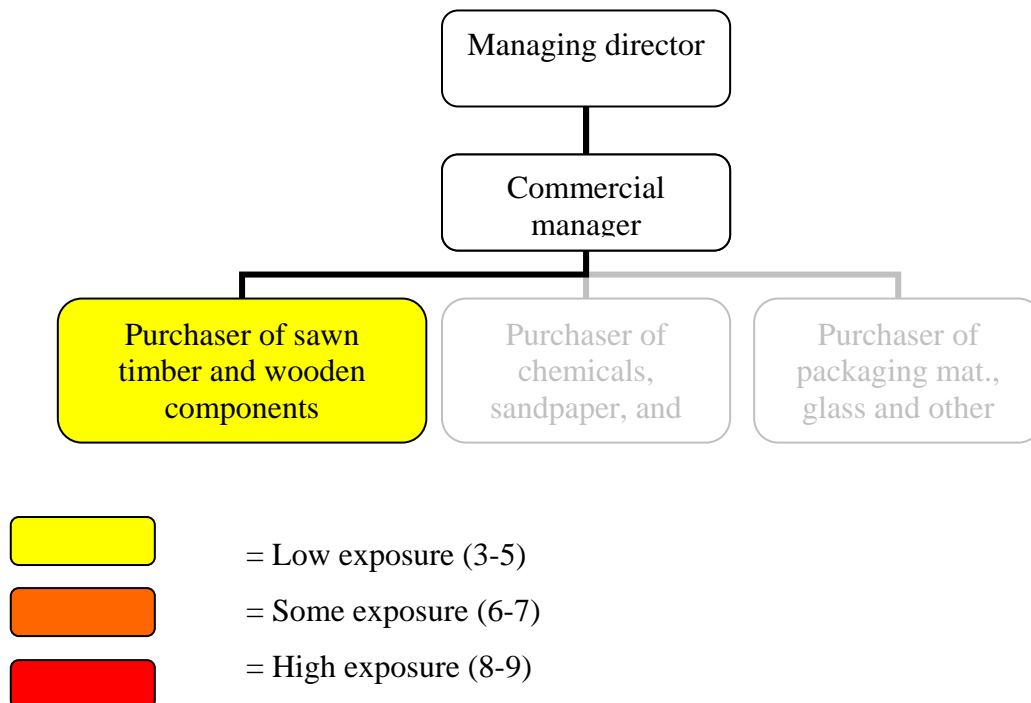 Managing director
Commercial
manager
Purchaser of sawn
timber and wooden
components
Purchaser of
chemicals,
sandpaper, and
Purchaser of
packaging mat.,
glass and other
= Low exposure (3-5)
= Some exposure (6-7)
= High exposure (8-9)